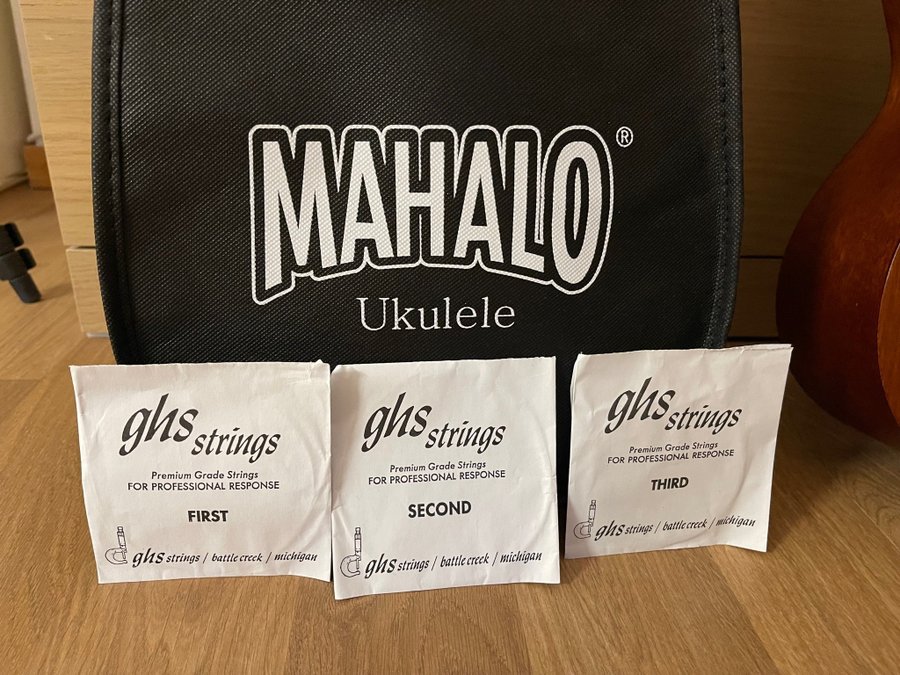 MAHALO®
Ukulele
ghs strings
Premium Grade Strings
FOR PROFESSIONAL RESPONSE
FIRST
ghs strings / battle creek / michigan
ghs strings
Premium Grade Strings
FOR PROFESSIONAL RESPONSE
SECOND
ghs strings / battle creek / michigan
ghs strings
Premium Grade Strings
FOR PROFESSIONAL RESPONSE
THIRD
ghs strings / battle creek / michigan